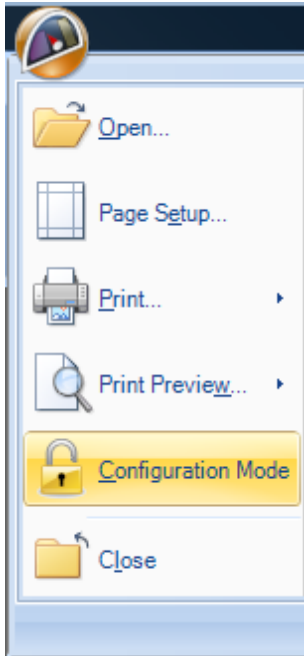 Open...
Page Setup...
Print...
Print Preview...
Configuration Mode
Close